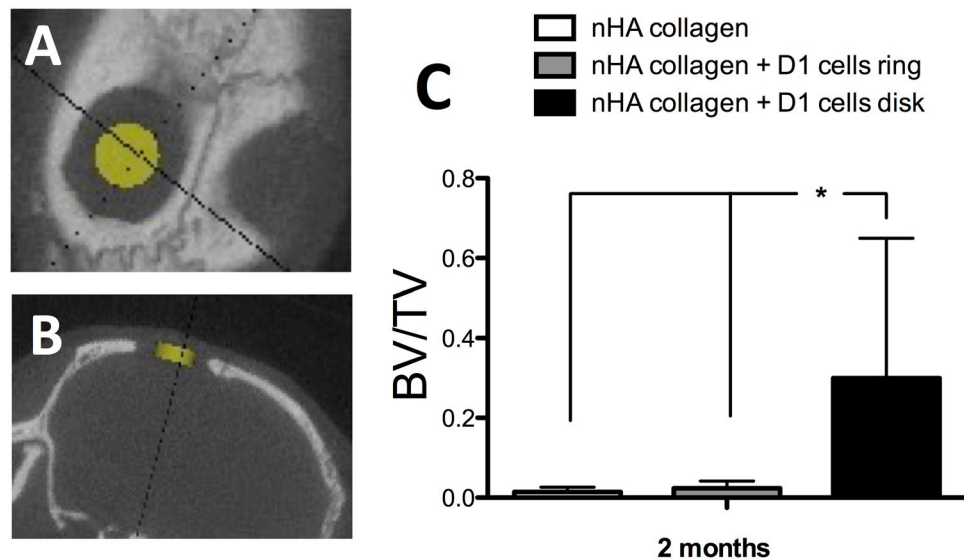 A
B
C
nHA collagen
nHA collagen + D1 cells ring
nHA collagen + D1 cells disk
0.8
*
0.6
0.4
0.2
0.0
BV/TV
2 months